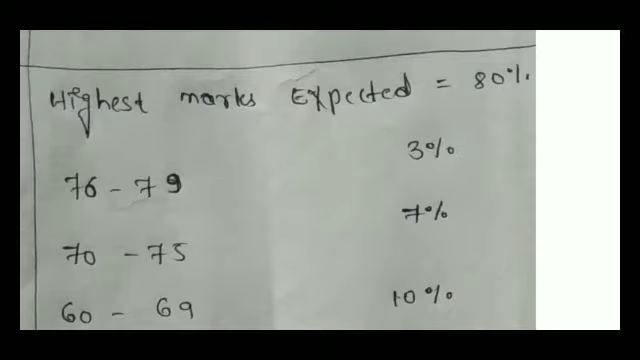 Highest marks Expected = 80%.
76 - 79 3%
70 - 75 7%
60 - 69 10%